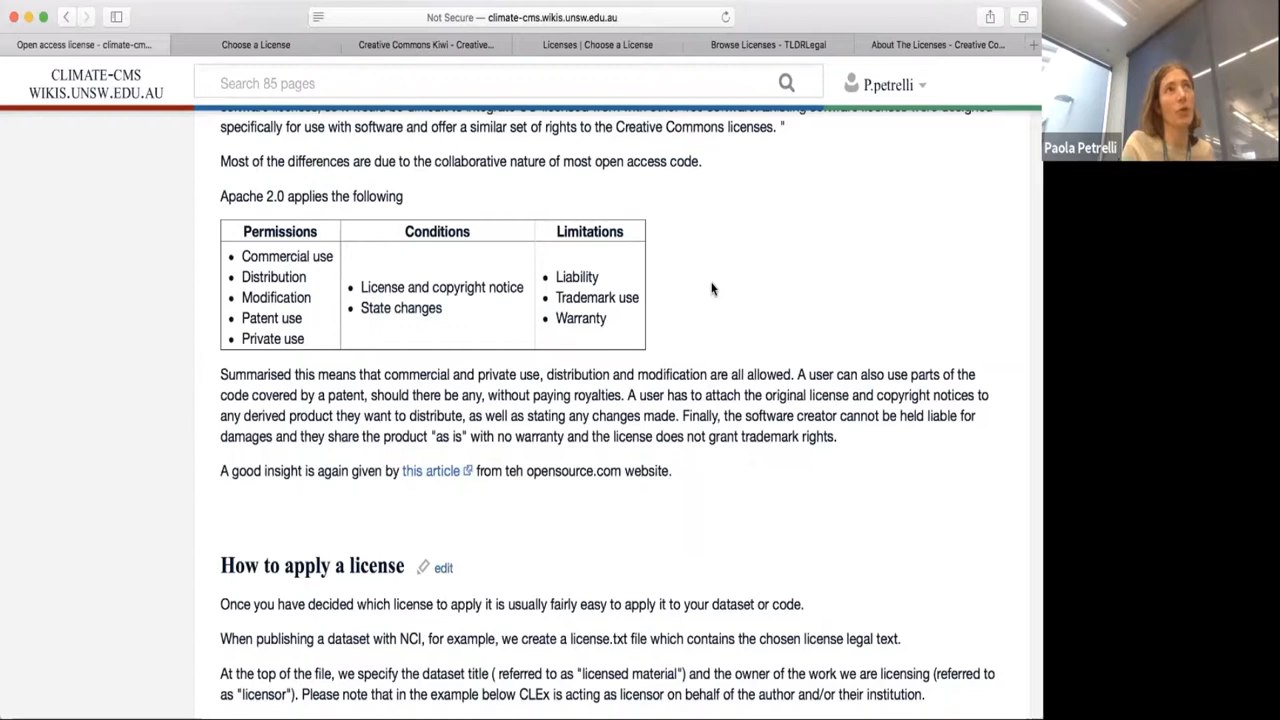 Not Secure — climate-cms.wikis.unsw.edu.au
Open access license - climate-cm...
Choose a License
Creative Commons Kiwi - Creative...
Licenses | Choose a License
Browse Licenses - TLDRLegal
About The Licenses - Creative Co...
CLIMATE-CMS
WIKIS.UNSW.EDU.AU
Search 85 pages
P.petrelli
Paola Petrelli
specifically for use with software and offer a similar set of rights to the Creative Commons licenses. "
Most of the differences are due to the collaborative nature of most open access code.
Apache 2.0 applies the following
Permissions Conditions Limitations
Commercial use
Distribution
Modification
Patent use
Private use
License and copyright notice
State changes
Liability
Trademark use
Warranty
Summarised this means that commercial and private use, distribution and modification are all allowed. A user can also use parts of the
code covered by a patent, should there be any, without paying royalties. A user has to attach the original license and copyright notices to
any derived product they want to distribute, as well as stating any changes made. Finally, the software creator cannot be held liable for
damages and they share the product "as is" with no warranty and the license does not grant trademark rights.
A good insight is again given by this article from teh opensource.com website.
How to apply a license edit
Once you have decided which license to apply it is usually fairly easy to apply it to your dataset or code.
When publishing a dataset with NCI, for example, we create a license.txt file which contains the chosen license legal text.
At the top of the file, we specify the dataset title ( referred to as "licensed material") and the owner of the work we are licensing (referred to
as "licensor"). Please note that in the example below CLEx is acting as licensor on behalf of the author and/or their institution.